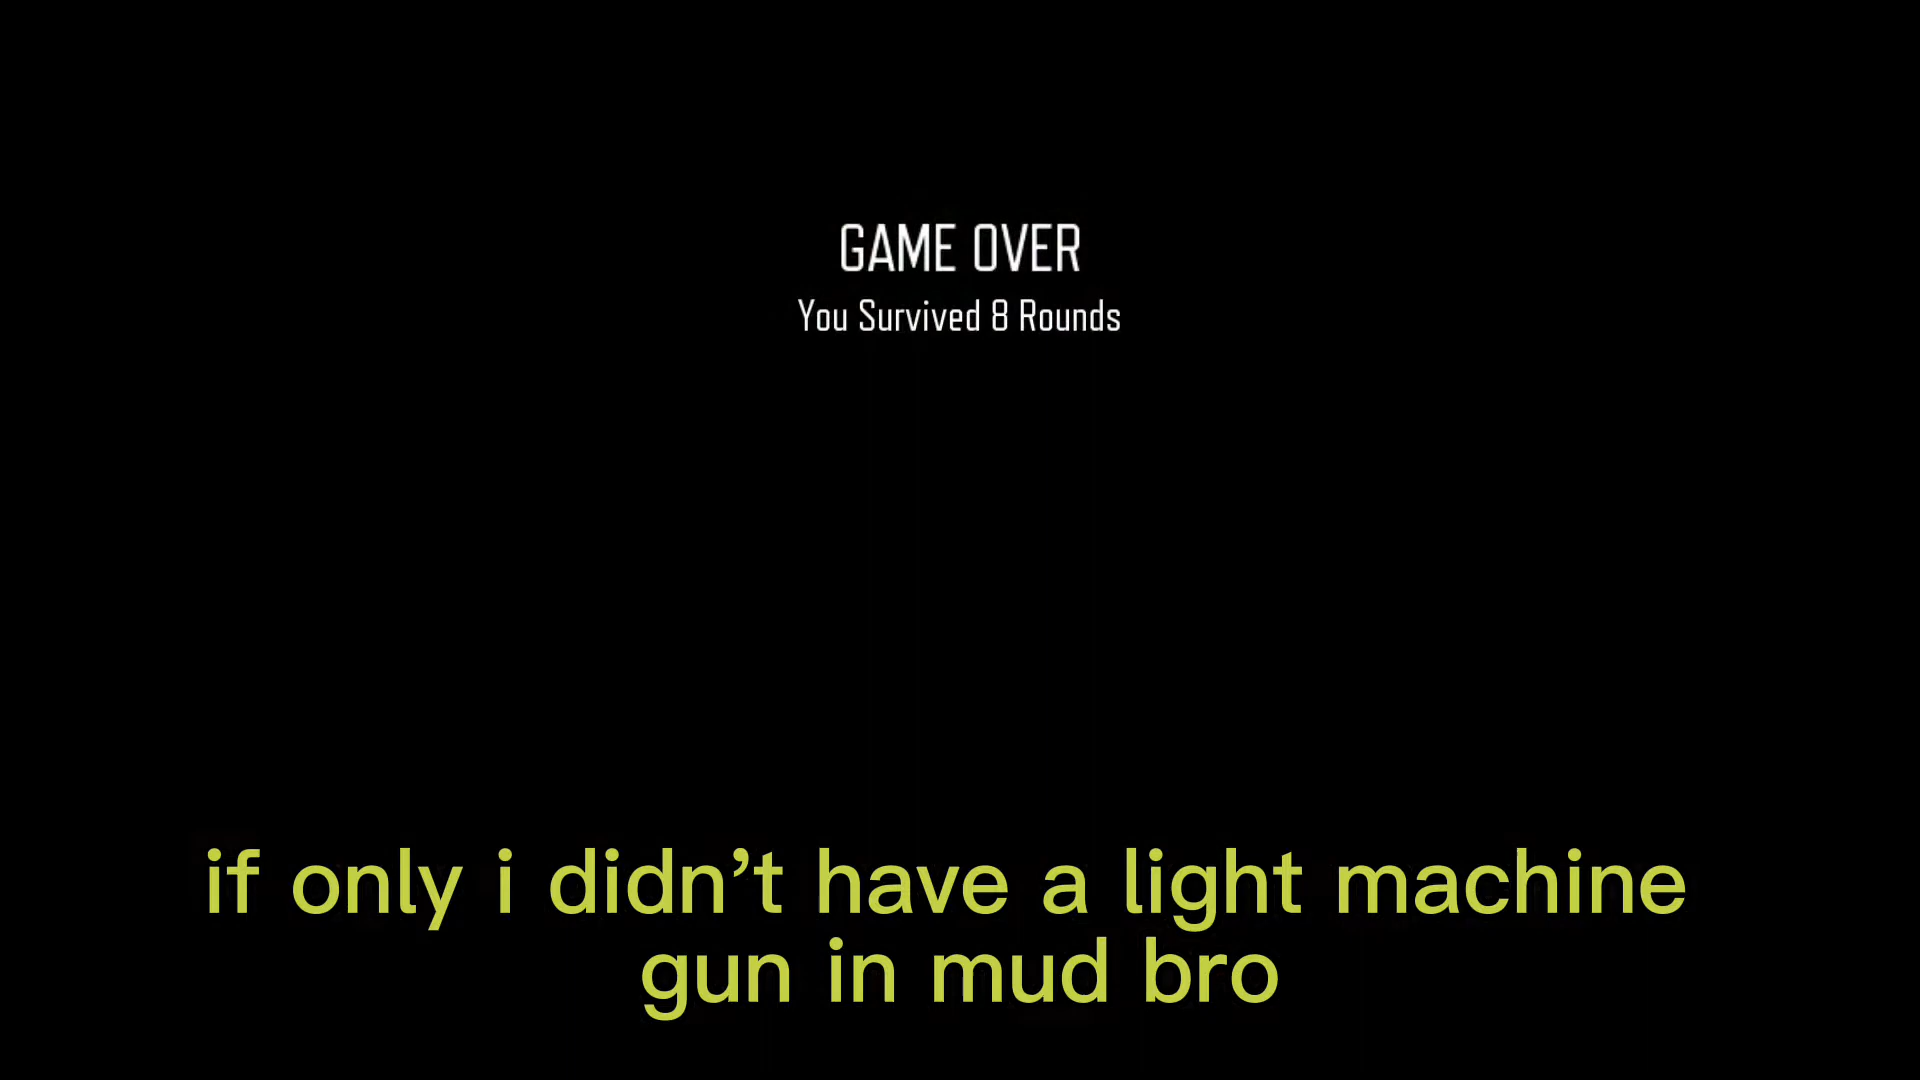 GAME OVER
You Survived 8 Rounds
if only i didn’t have a light machine
gun in mud bro